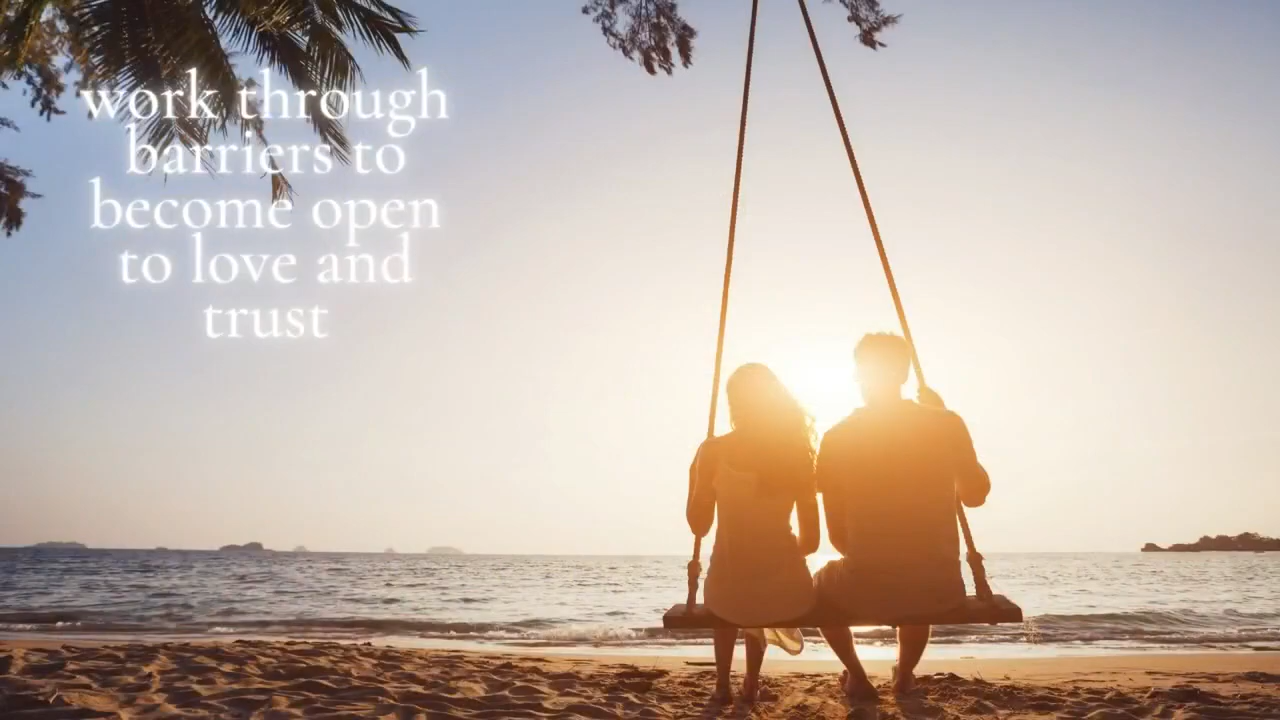 work through
barriers to
become open
to love and
trust